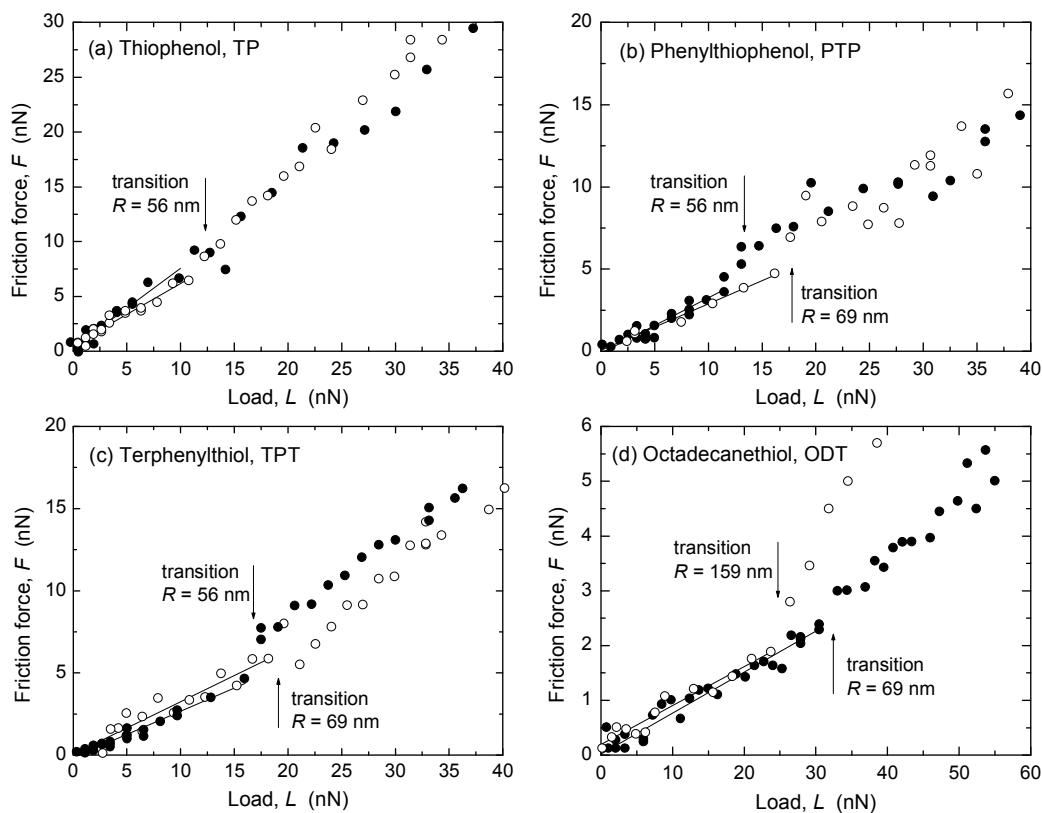 (a) Thiophenol, TP
Friction force, F (nN)
30
25
20
15
10
5
0
transition
R = 56 nm
0 5 10 15 20 25 30 35 40
Load, L (nN)
(b) Phenylthiophenol, PTP
Friction force, F (nN)
20
15
10
5
0
transition
R = 56 nm
transition
R = 69 nm
0 5 10 15 20 25 30 35 40
Load, L (nN)
(c) Terphenylthiol, TPT
Friction force, F (nN)
20
15
10
5
0
transition
R = 56 nm
transition
R = 69 nm
0 5 10 15 20 25 30 35 40
Load, L (nN)
(d) Octadecanethiol, ODT
Friction force, F (nN)
6
5
4
3
2
1
0
transition
R = 159 nm
transition
R = 69 nm
0 10 20 30 40 50 60
Load, L (nN)